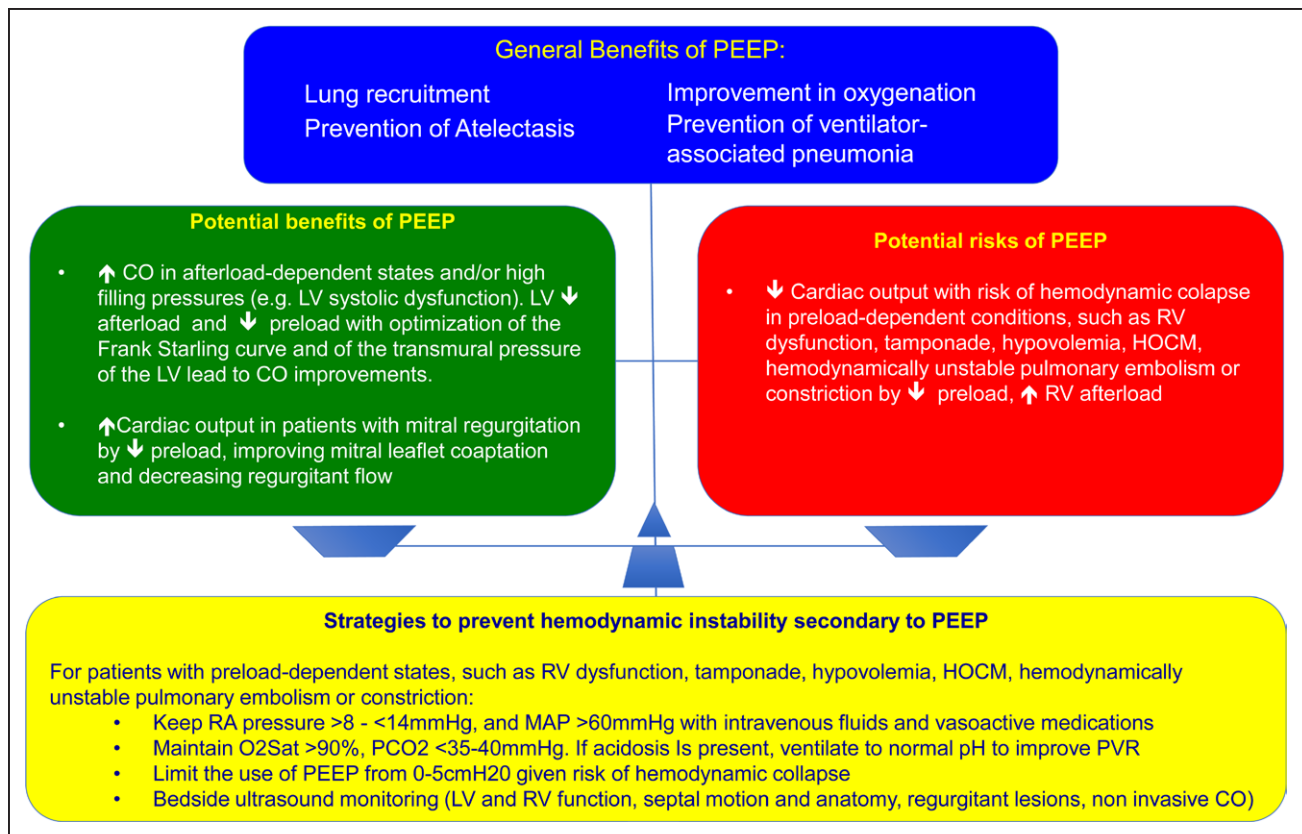 General Benefits of PEEP:
Lung recruitment
Prevention of Atelectasis
Improvement in oxygenation
Prevention of ventilator-
associated pneumonia
Potential benefits of PEEP
• 🡹 CO in afterload-dependent states and/or high
filling pressures (e.g. LV systolic dysfunction). LV 🡻
afterload and 🡻 preload with optimization of the
Frank Starling curve and of the transmural pressure
of the LV lead to CO improvements.
• 🡹Cardiac output in patients with mitral regurgitation
by 🡻 preload, improving mitral leaflet coaptation
and decreasing regurgitant flow
Potential risks of PEEP
• 🡻 Cardiac output with risk of hemodynamic colapse
in preload-dependent conditions, such as RV
dysfunction, tamponade, hypovolemia, HOCM,
hemodynamically unstable pulmonary embolism or
constriction by 🡻 preload, 🡹 RV afterload
Strategies to prevent hemodynamic instability secondary to PEEP
For patients with preload-dependent states, such as RV dysfunction, tamponade, hypovolemia, HOCM, hemodynamically
unstable pulmonary embolism or constriction:
• Keep RA pressure >8 - <14mmHg, and MAP >60mmHg with intravenous fluids and vasoactive medications
• Maintain O2Sat >90%, PCO2 <35-40mmHg. If acidosis Is present, ventilate to normal pH to improve PVR
• Limit the use of PEEP from 0-5cmH20 given risk of hemodynamic collapse
• Bedside ultrasound monitoring (LV and RV function, septal motion and anatomy, regurgitant lesions, non invasive CO)